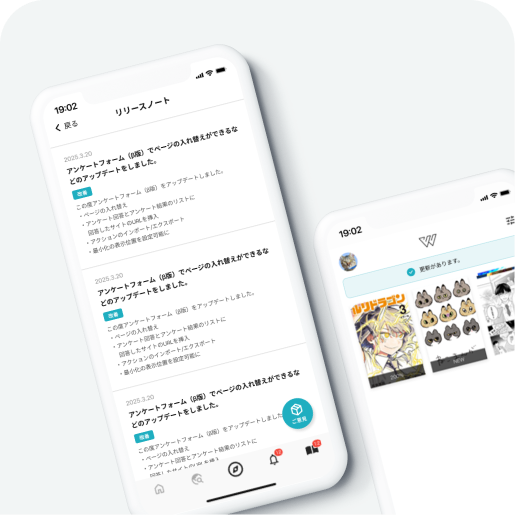 19:02
戻る
リリースノート
2025.3.20
アンケートフォーム（β版）でページの入れ替えができるな
どのアップデートをしました。
改善
この度アンケートフォーム（β版）をアップデートしました。
・ページの入れ替え
・アンケート回答とアンケート結果のリストに
回答したサイトのURLを挿入
・アクションのインポート/エクスポート
・最小化の表示位置を設定可能に
2025.3.20
アンケートフォーム（β版）でページの入れ替えができるな
どのアップデートをしました。
改善
この度アンケートフォーム（β版）をアップデートしました。
・ページの入れ替え
・アンケート回答とアンケート結果のリストに
回答したサイトのURLを挿入
・アクションのインポート/エクスポート
・最小化の表示位置を設定可能に
2025.3.20
アンケートフォーム（β版）でページの入れ替えができるな
どのアップデートをしました。
改善
この度アンケートフォーム（β版）をアップデートしました
・ページの入れ替え
・アンケート回答とアンケート結果のリストに
回答したサイトのURLを挿入
ご意見
19:02
更新があります。
3
NEW